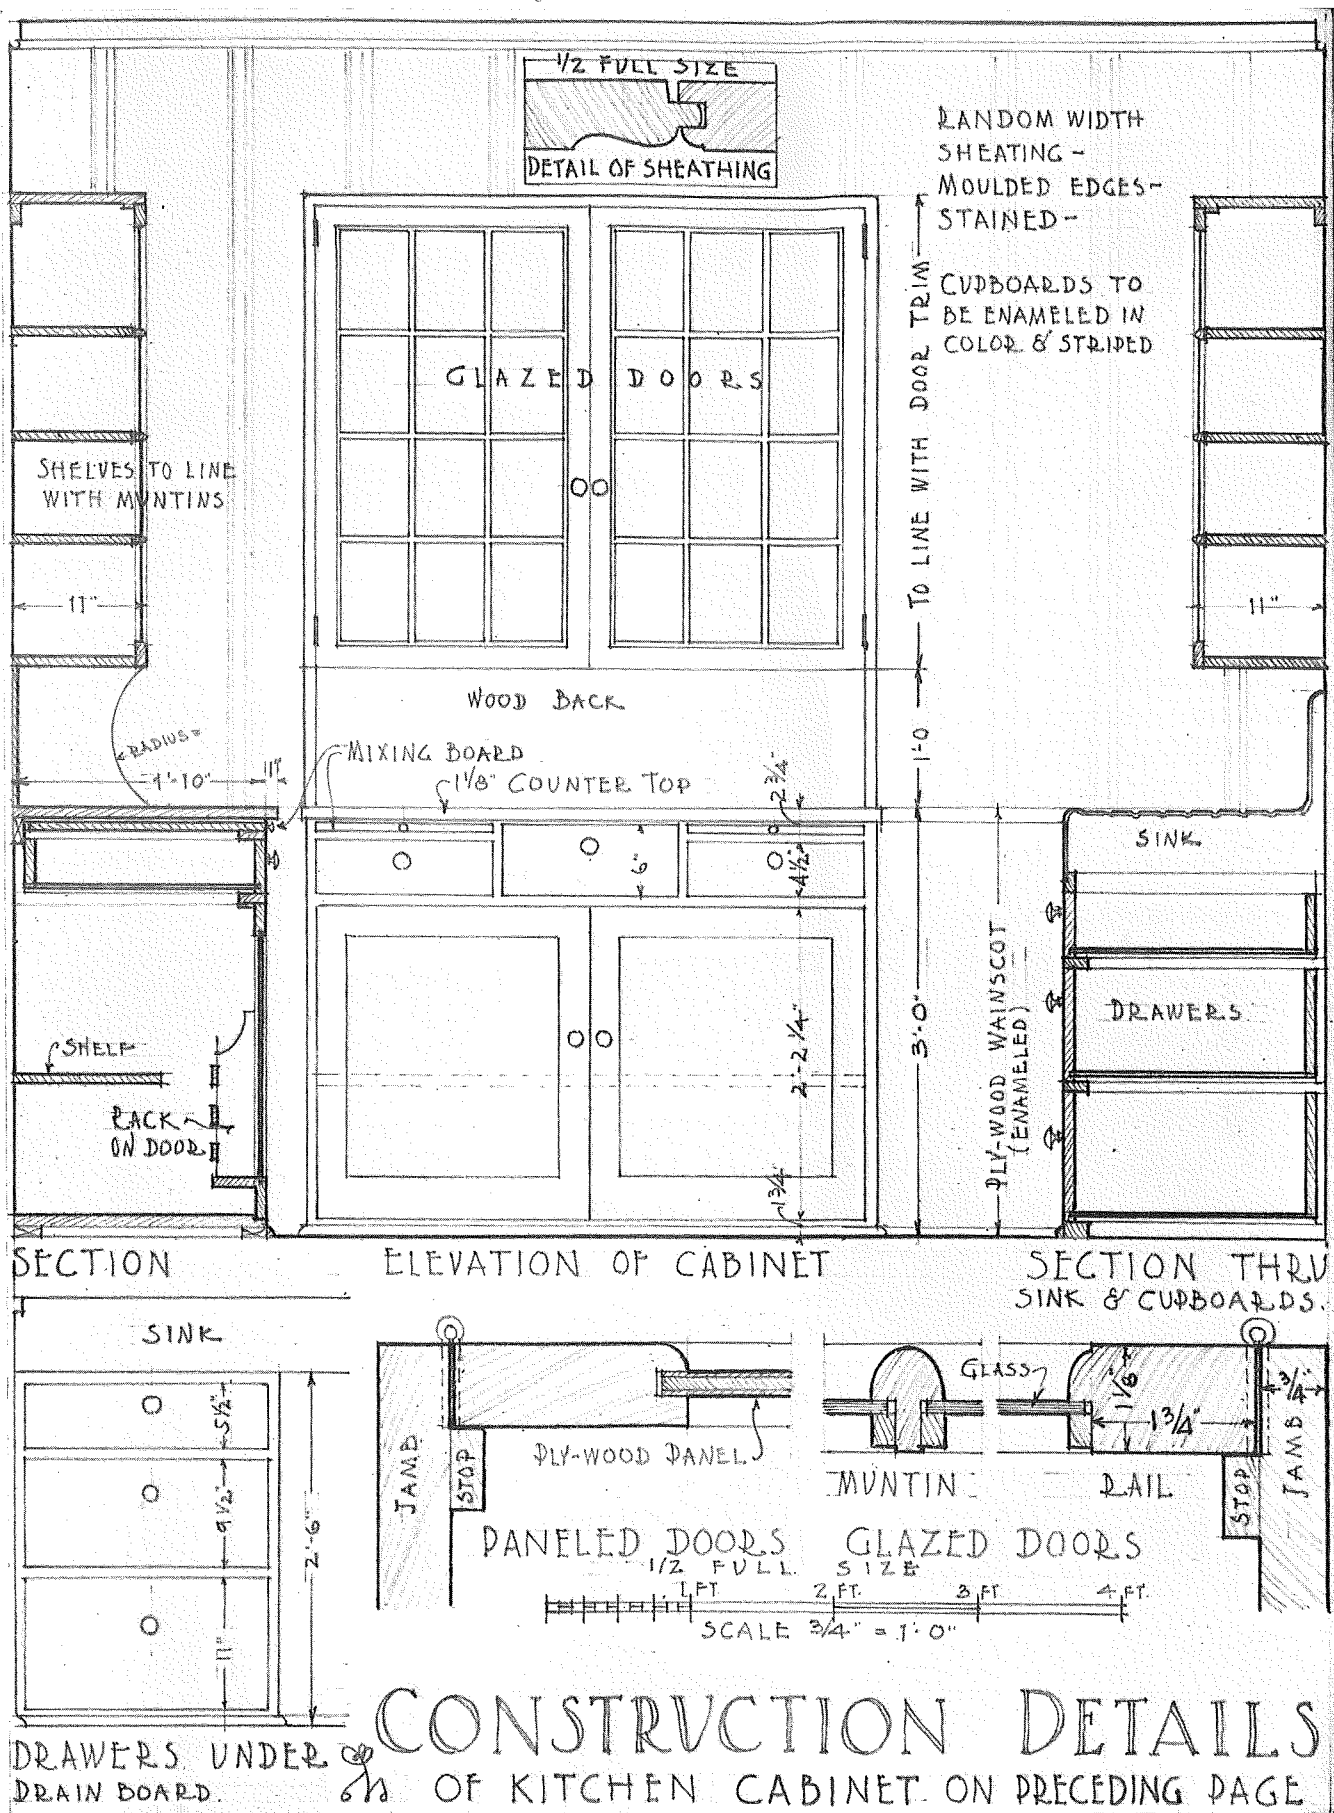 1/2 FULL SIZE
DETAIL OF SHEATHING
RANDOM WIDTH
SHEATING -
MOULDED EDGES -
STAINED -
CUPBOARDS TO
BE ENAMELED IN
COLOR & STRIPED
GLAZED DOORS
TO LINE WITH DOOR TRIM
SHELVES TO LINE
WITH MUNTINS
11"
11"
WOOD BACK
1'-0
RADIUS =
MIXING BOARD
1'-10"
1 1/8" COUNTER TOP
2 3/4"
SINK
6"
4 1/2"
PLY-WOOD WAINSCOT
(ENAMELED)
3'-0"
2'-2 1/4"
DRAWERS
SHELF
RACK
ON DOOR
1 3/4"
SECTION
ELEVATION OF CABINET
SECTION THRU
SINK & CUPBOARDS.
SINK
5 1/2"
9 1/2"
11"
2'-6"
DRAWERS UNDER
DRAIN BOARD.
JAMB
STOP
PLY-WOOD PANEL
GLASS
MUNTIN
1 1/8"
1 3/4"
3/4"
RAIL
STOP
JAMB
PANELED DOORS GLAZED DOORS
1/2 FULL SIZE
1 FT 2 FT. 3 FT 4 FT.
SCALE 3/4" = 1'-0"
CONSTRUCTION DETAILS
OF KITCHEN CABINET ON PRECEDING PAGE